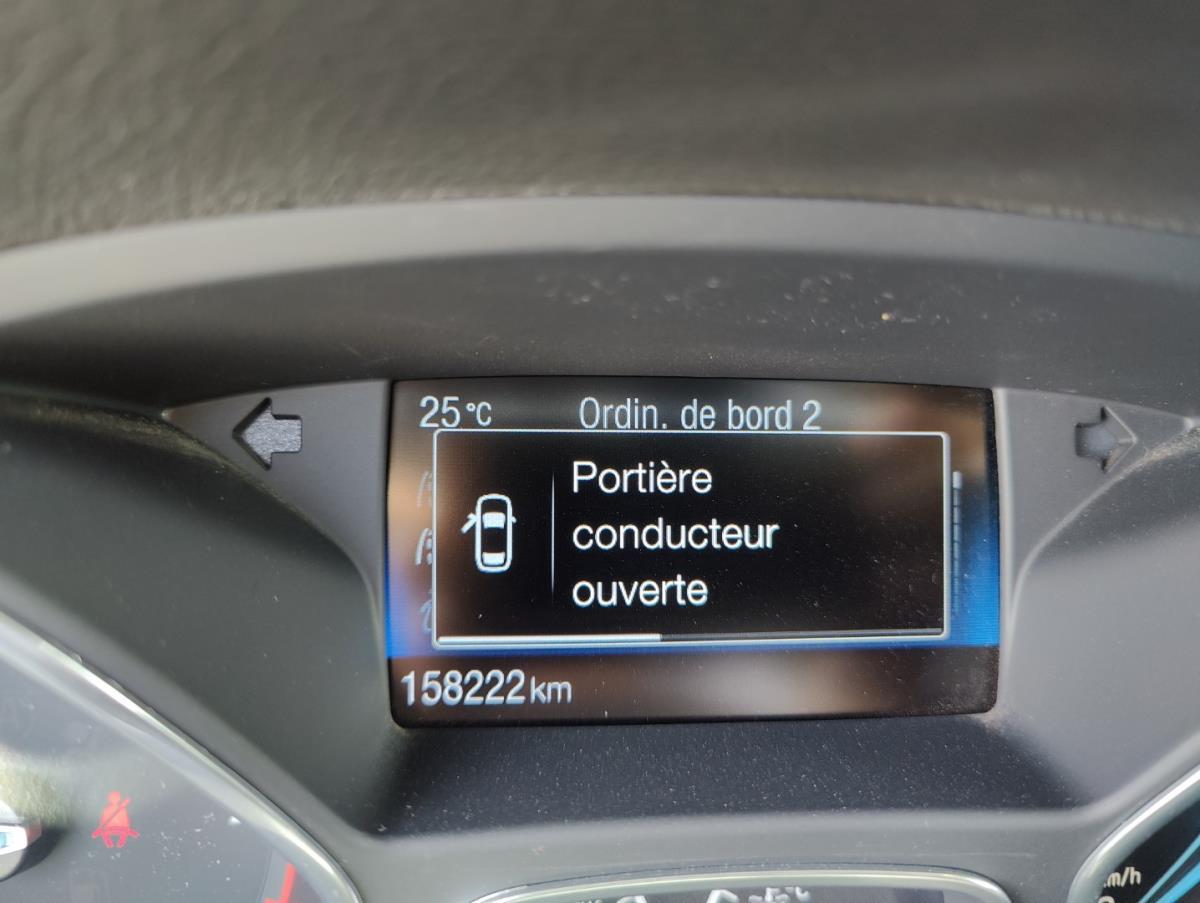 25 °C Ordin. de bord 2
Portière
conducteur
ouverte
158222 km